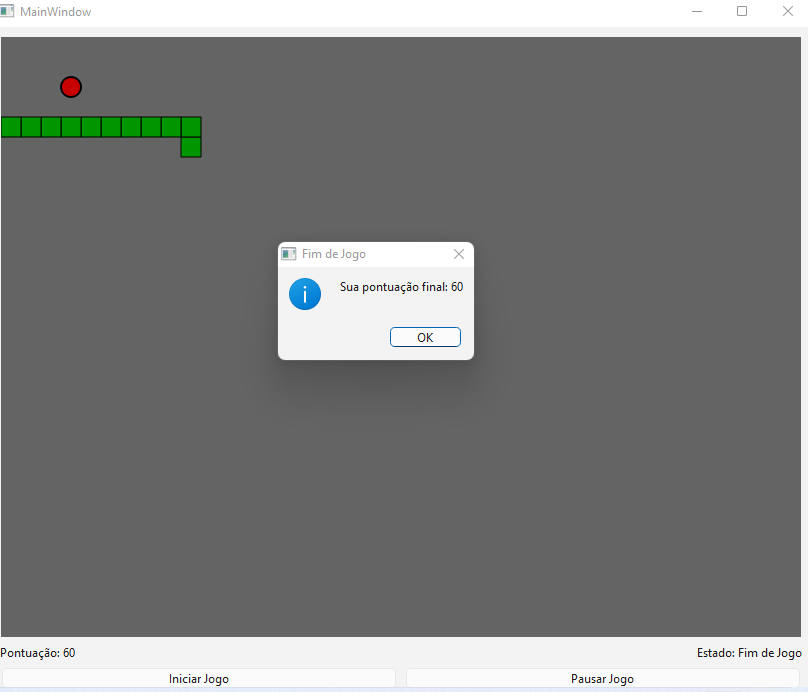 MainWindow
Fim de Jogo
Sua pontuação final: 60
OK
Pontuação: 60
Estado: Fim de Jogo
Iniciar Jogo
Pausar Jogo